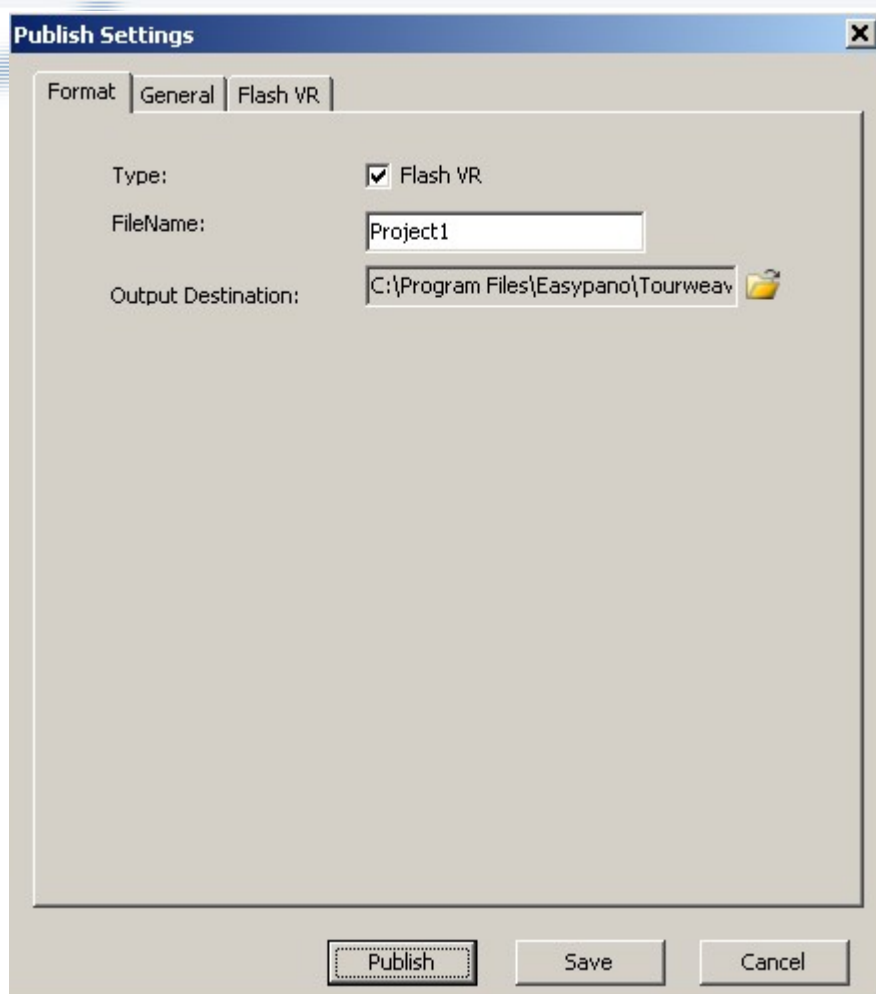 Publish Settings
Format General Flash VR
Type: Flash VR
FileName: Project1
Output Destination: C:\Program Files\Easypano\Tourweav
Publish Save Cancel